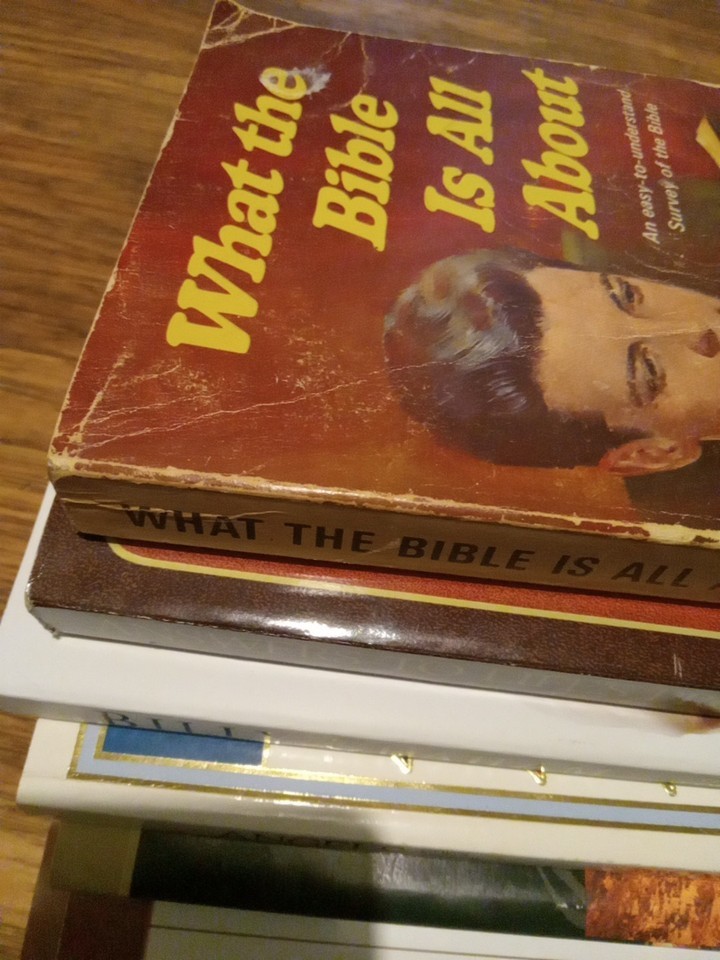 What the
Bible
Is All
About
An easy-to-understand
Survey of the Bible
WHAT THE BIBLE IS ALL
BILL